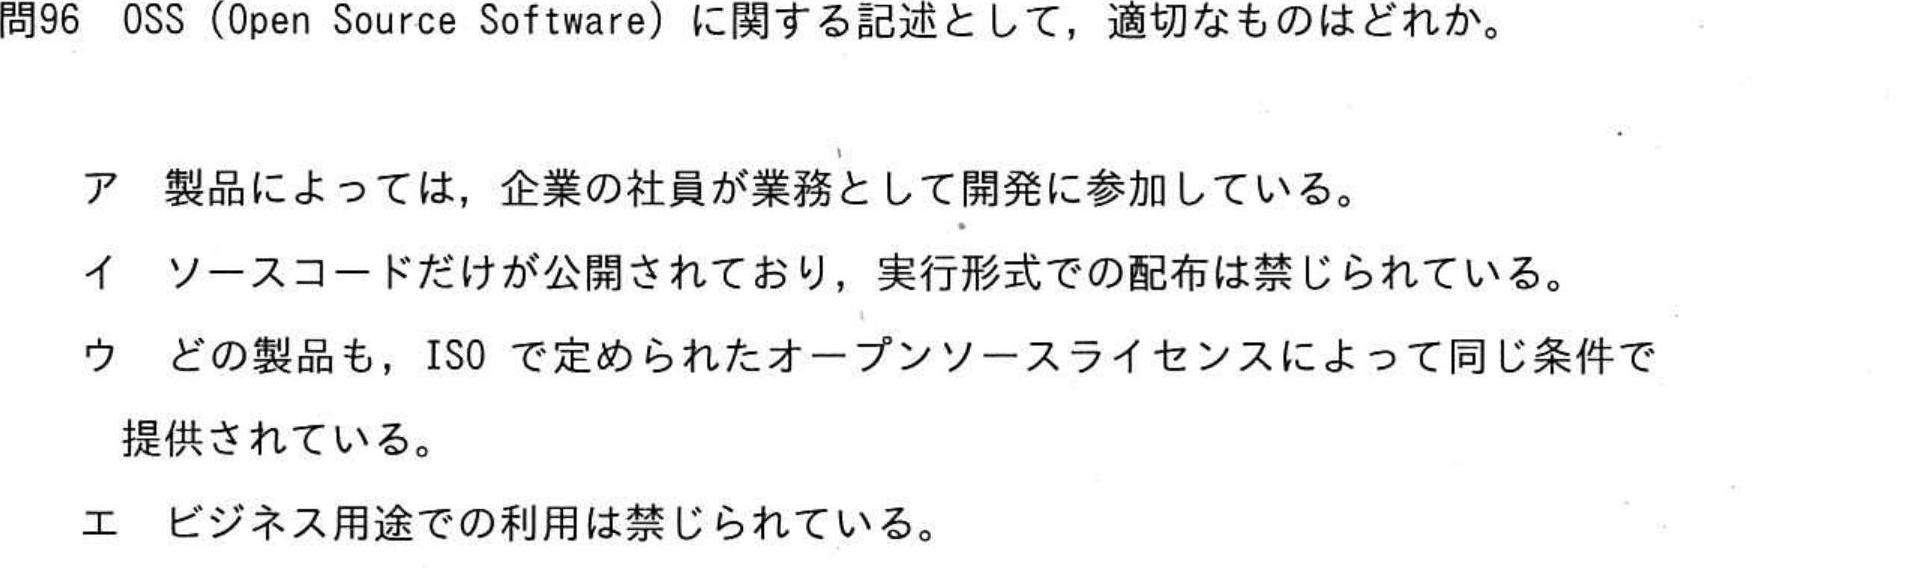 問96　OSS (Open Source Software) に関する記述として，適切なものはどれか。
ア　製品によっては，企業の社員が業務として開発に参加している。
イ　ソースコードだけが公開されており，実行形式での配布は禁じられている。
ウ　どの製品も，ISO で定められたオープンソースライセンスによって同じ条件で
提供されている。
エ　ビジネス用途での利用は禁じられている。